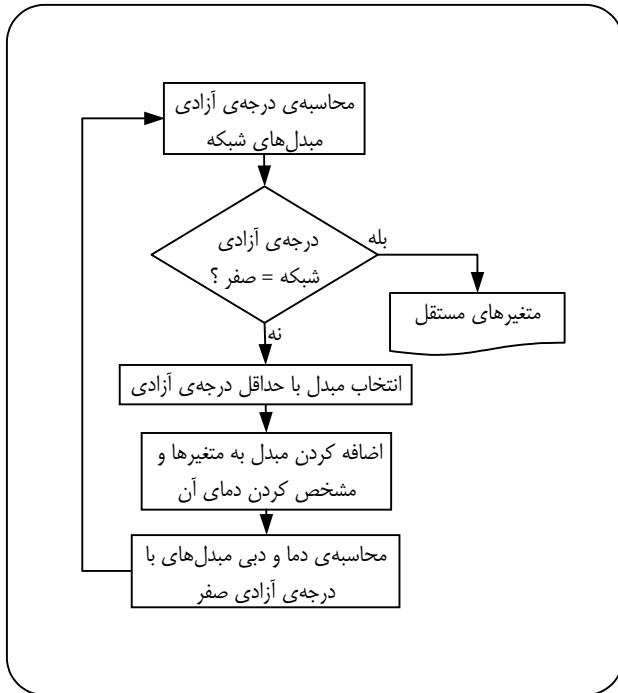 محاسبه‌ی درجه‌ی آزادی
مبدل‌های شبکه
درجه‌ی آزادی
شبکه = صفر ؟
بله
متغیرهای مستقل
نه
انتخاب مبدل با حداقل درجه‌ی آزادی
اضافه کردن مبدل به متغیرها و
مشخص کردن دمای آن
محاسبه‌ی دما و دبی مبدل‌های با
درجه‌ی آزادی صفر